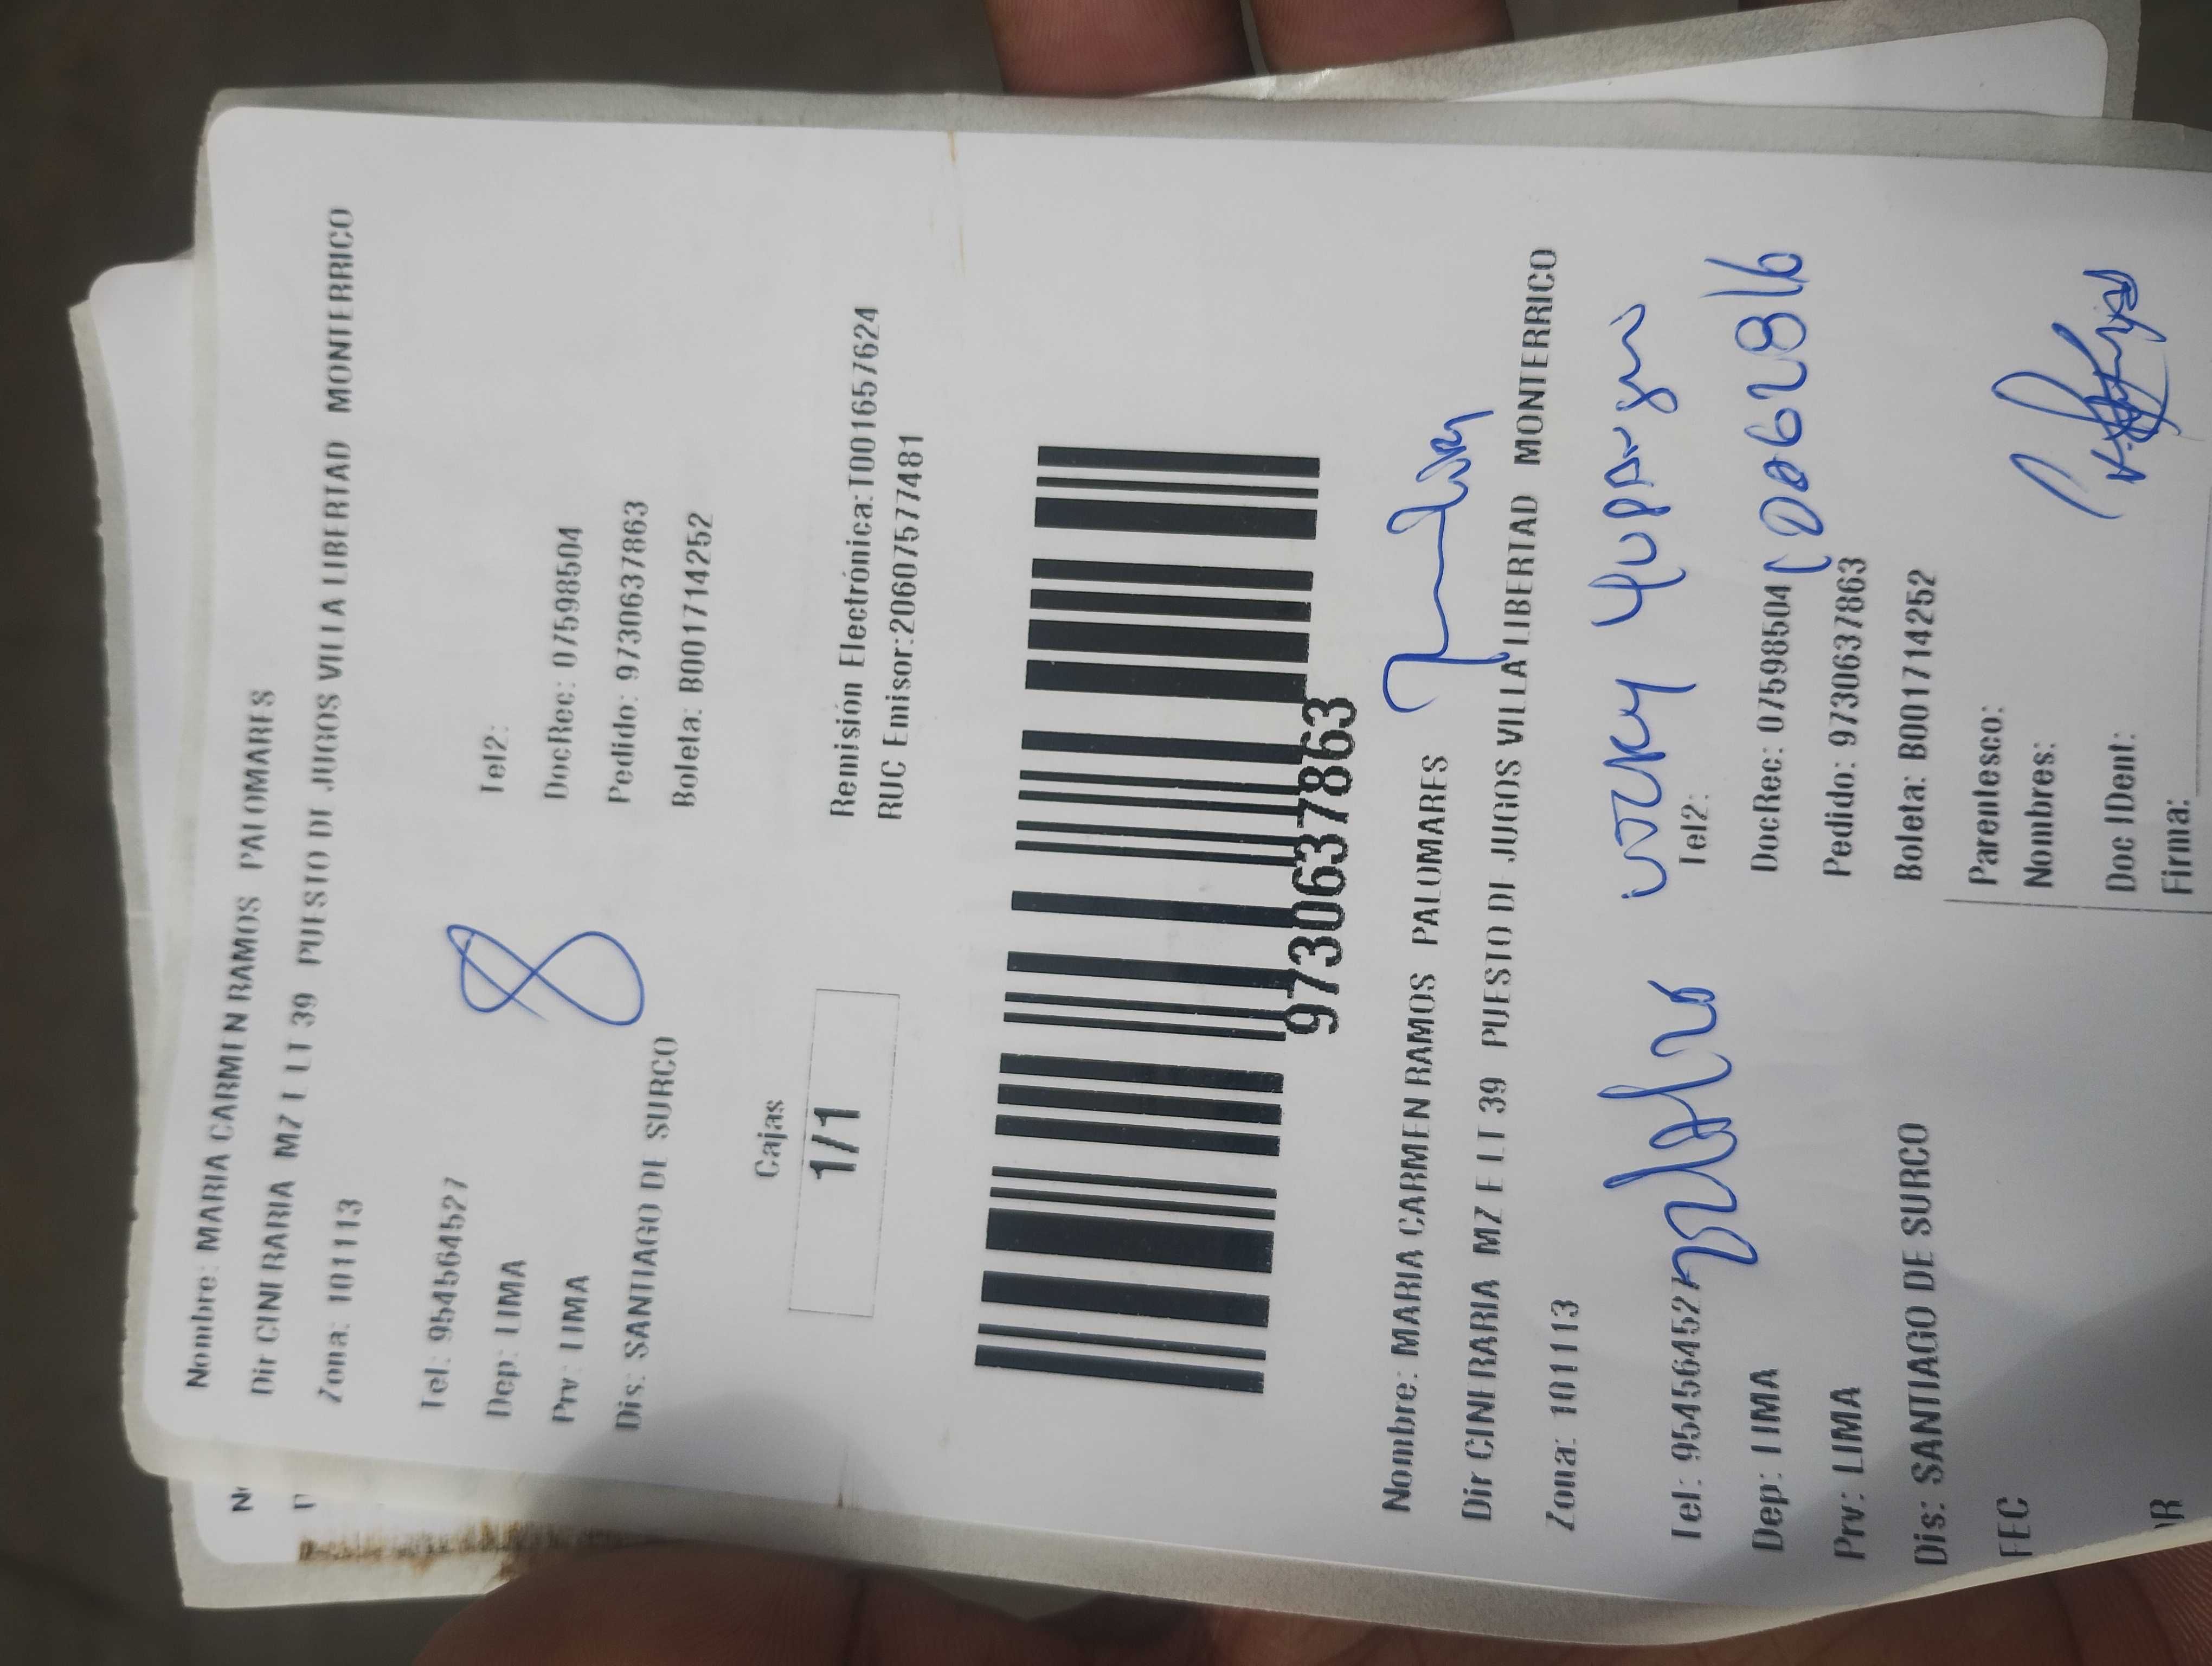 Nombre: MARIA CARMEN RAMOS PALOMARES
Dir CINERARIA MZ E LT 39 PUESTO DE JUGOS VILLA LIBERTAD MONTERRICO
Zona: 101113
Tel: 954564527
Tel2:
Dep: LIMA
DocRec: 07598504
Prv: LIMA
Pedido: 97306378​63
Dis: SANTIAGO DE SURCO
Boleta: B001714252
8
Cajas
1/1
Remisión Electrónica:T001657624
RUC Emisor:20607577481
9730637863
Nombre: MARIA CARMEN RAMOS PALOMARES
Dir CINERARIA MZ E LT 39 PUESTO DE JUGOS VILLA LIBERTAD MONTERRICO
Zona: 101113
Tel: 954564527
Tel2:
Dep: LIMA
DocRec: 07598504
Prv: LIMA
Pedido: 9730637863
Dis: SANTIAGO DE SURCO
Boleta: B001714252
FEC
Parentesco:
Nombres:
Doc IDent:
Firma: